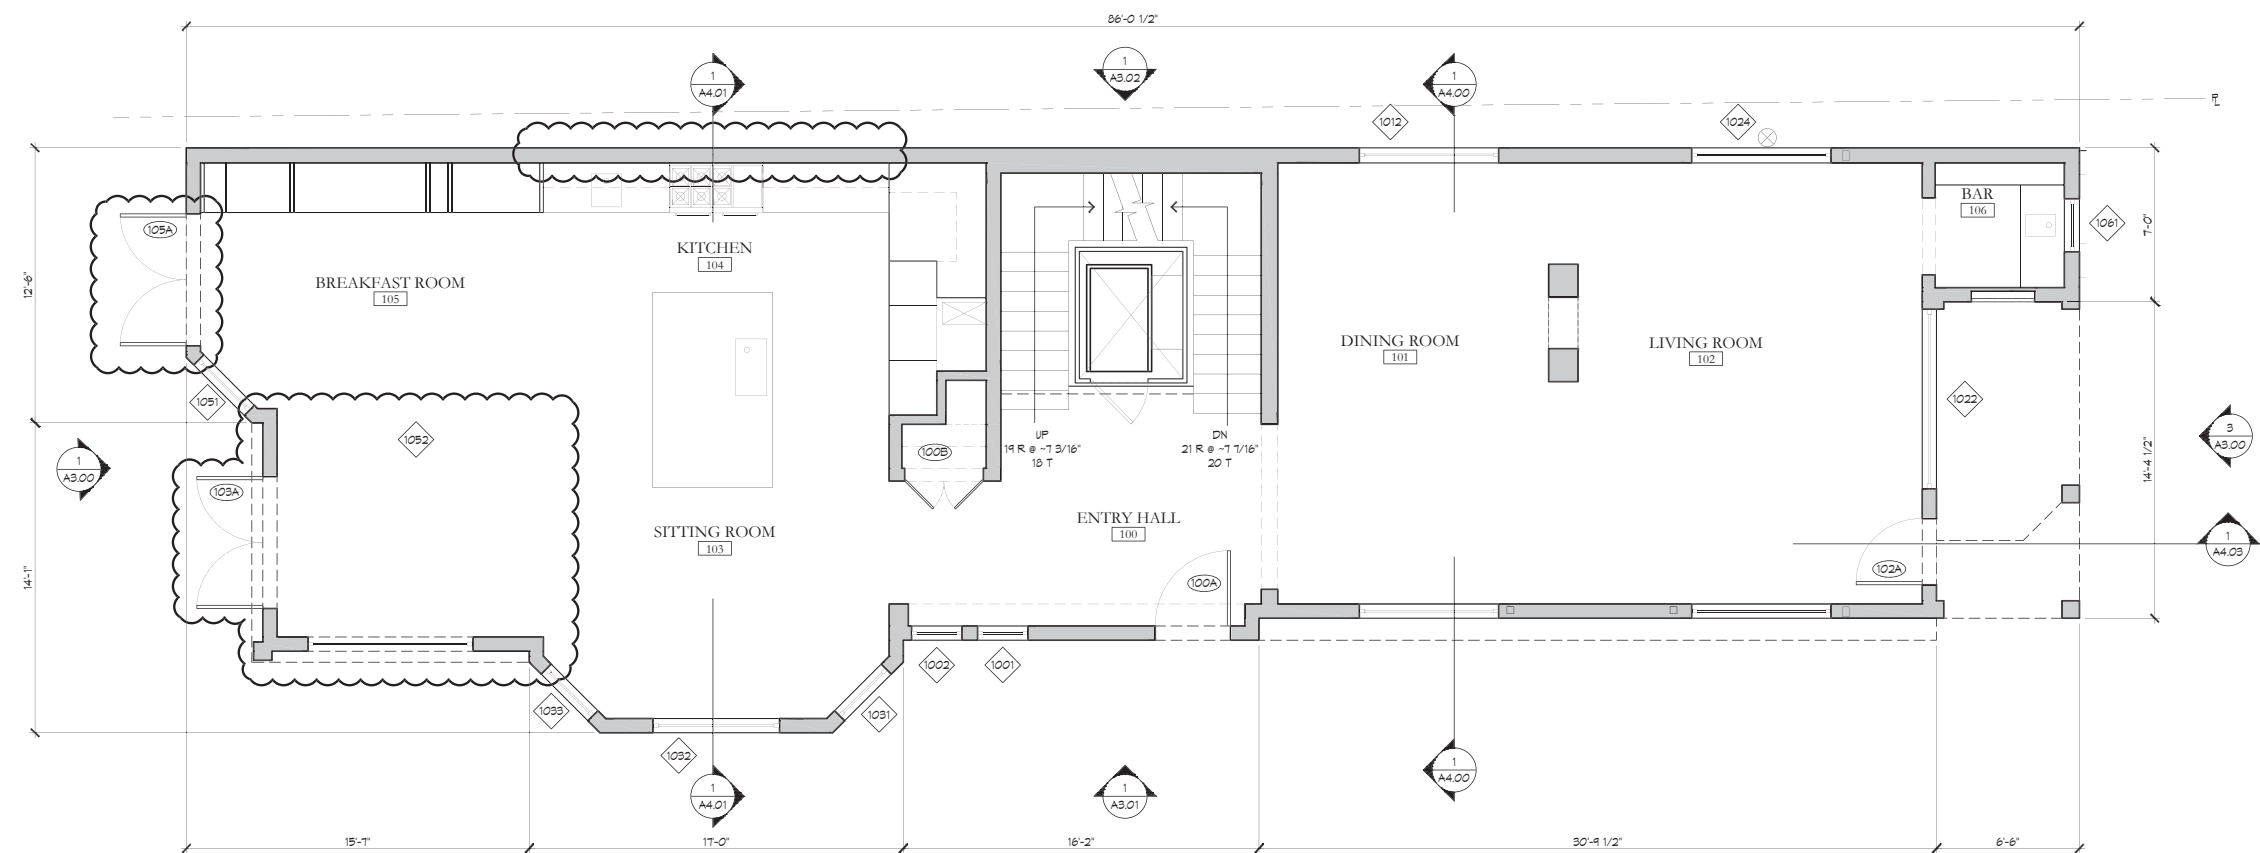 86'-0 1/2"
1
A4.01
1
A3.02
1
A4.00
PL
1012
1024
105A
BAR
106
1061
7'-0"
KITCHEN
104
BREAKFAST ROOM
105
12'-6"
DINING ROOM
101
LIVING ROOM
102
1051
1022
1052
UP
19 R @ ~7 3/16"
18 T
DN
21 R @ ~7 7/16"
20 T
100B
1
A3.00
3
A3.00
14'-4 1/2"
103A
ENTRY HALL
100
SITTING ROOM
103
1
A4.03
102A
100A
14'-1"
1002
1001
1033
1031
1032
1
A4.01
1
A3.01
1
A4.00
15'-7"
17'-0"
16'-2"
30'-9 1/2"
6'-6"